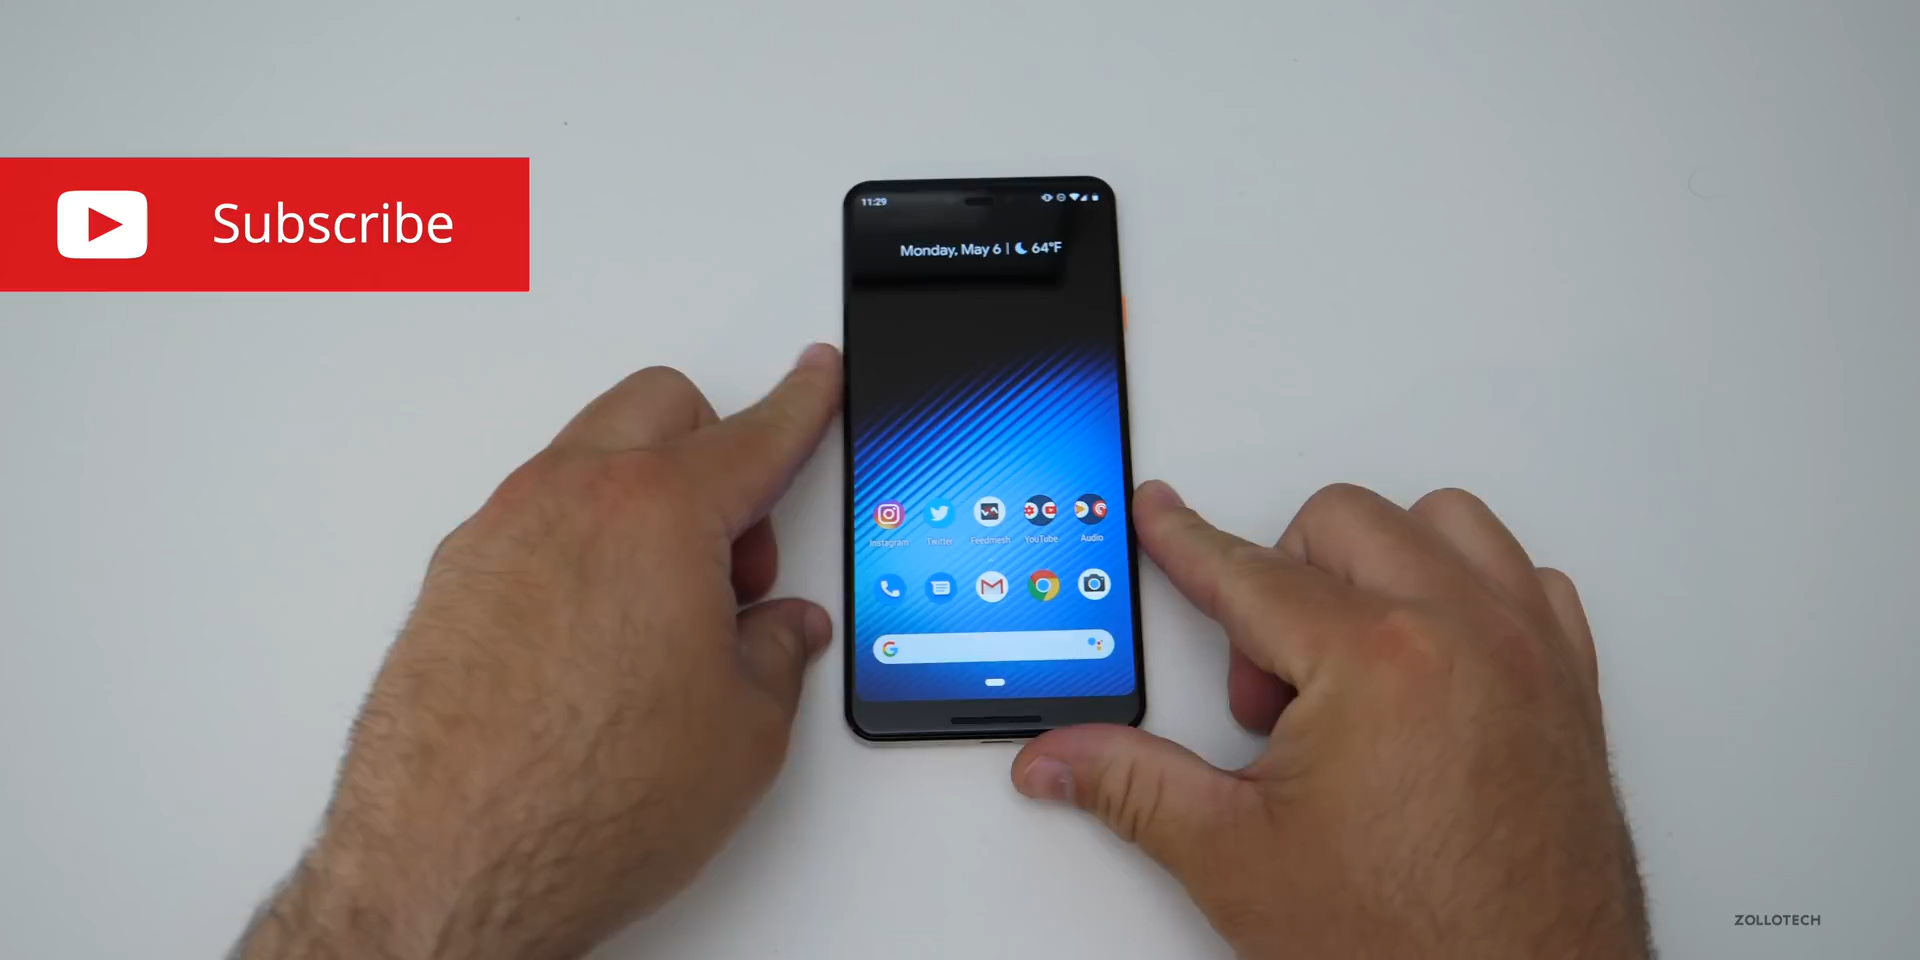 Subscribe
11:29
Monday, May 6 | 64°F
Instagram Twitter Feedmesh YouTube Audio
G
ZOLLOTECH